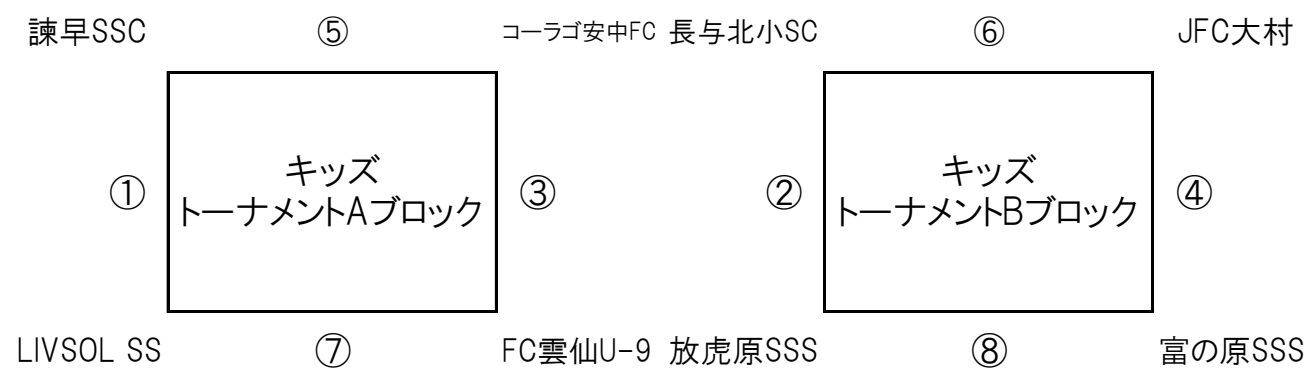 諫早SSC ⑤ コーラゴ安中FC 長与北小SC ⑥ JFC大村
キッズ
トーナメントAブロック
キッズ
トーナメントBブロック
① ③ ② ④
LIVSOL SS ⑦ FC雲仙U-9 放虎原SSS ⑧ 富の原SSS